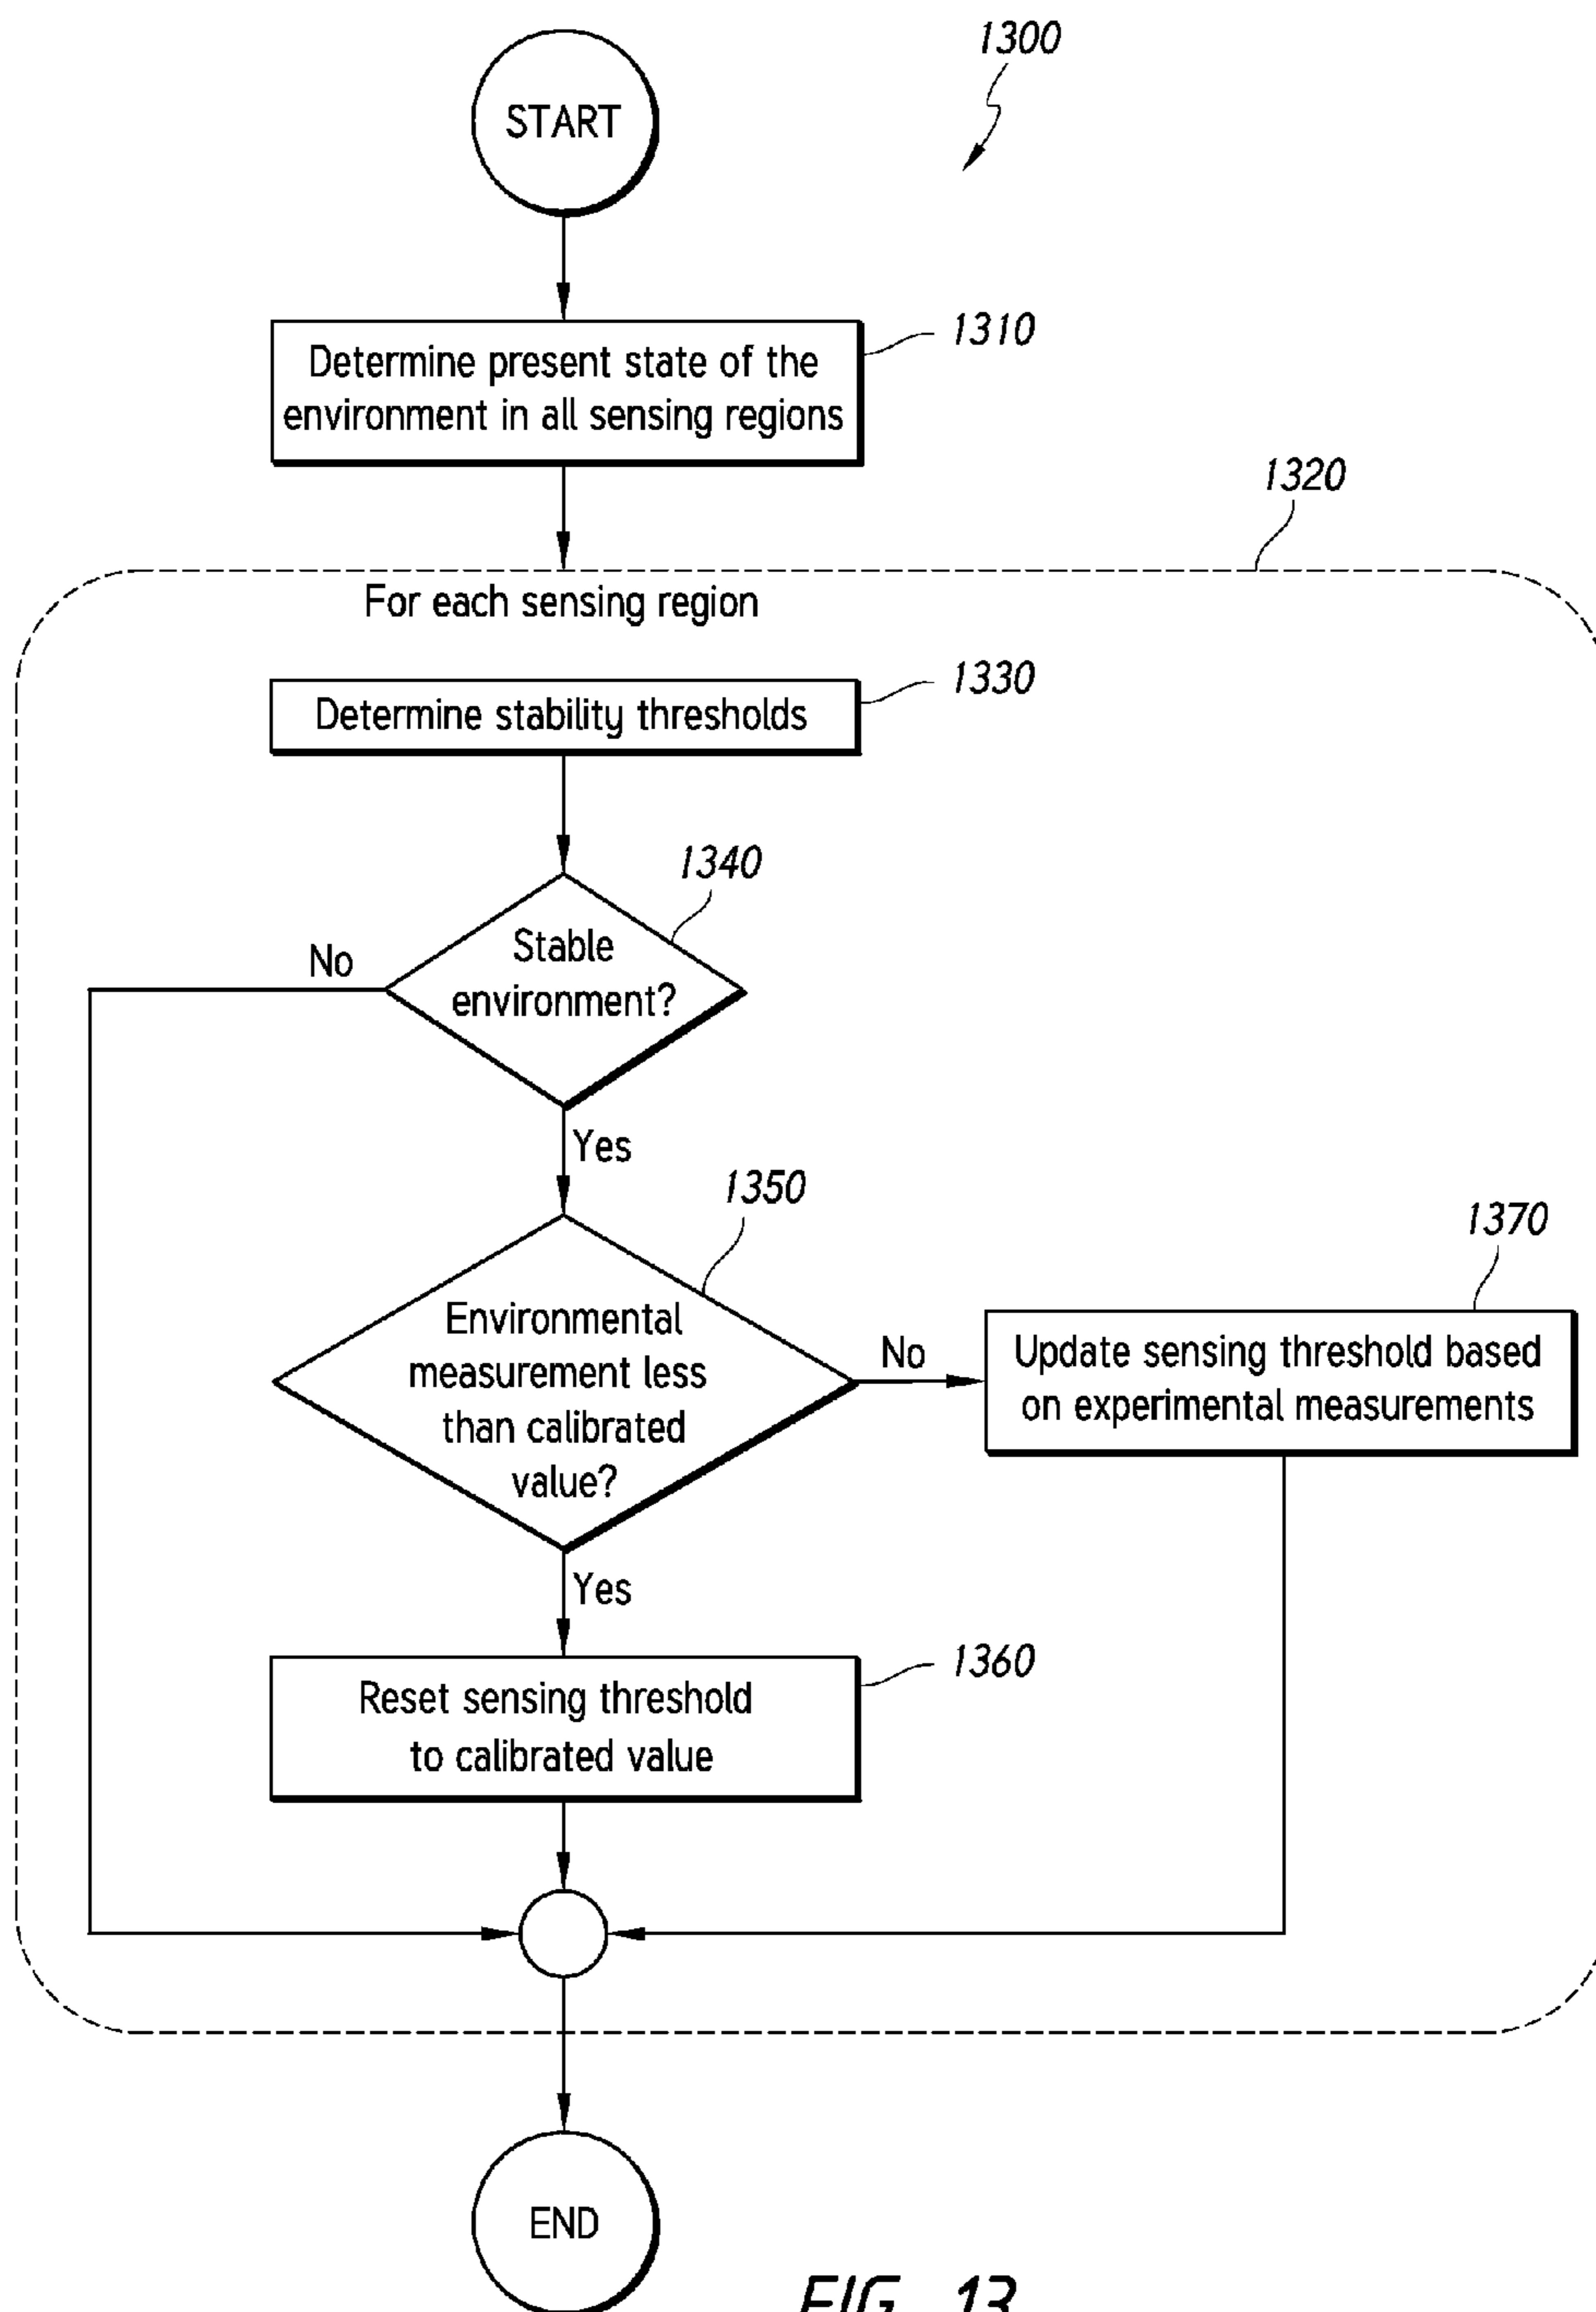 1300
START
1310
Determine present state of the
environment in all sensing regions
1320
For each sensing region
1330
Determine stability thresholds
1340
Stable
environment?
No
Yes
1350
Environmental
measurement less
than calibrated
value?
No
1370
Update sensing threshold based
on experimental measurements
Yes
1360
Reset sensing threshold
to calibrated value
END
FIG. 13